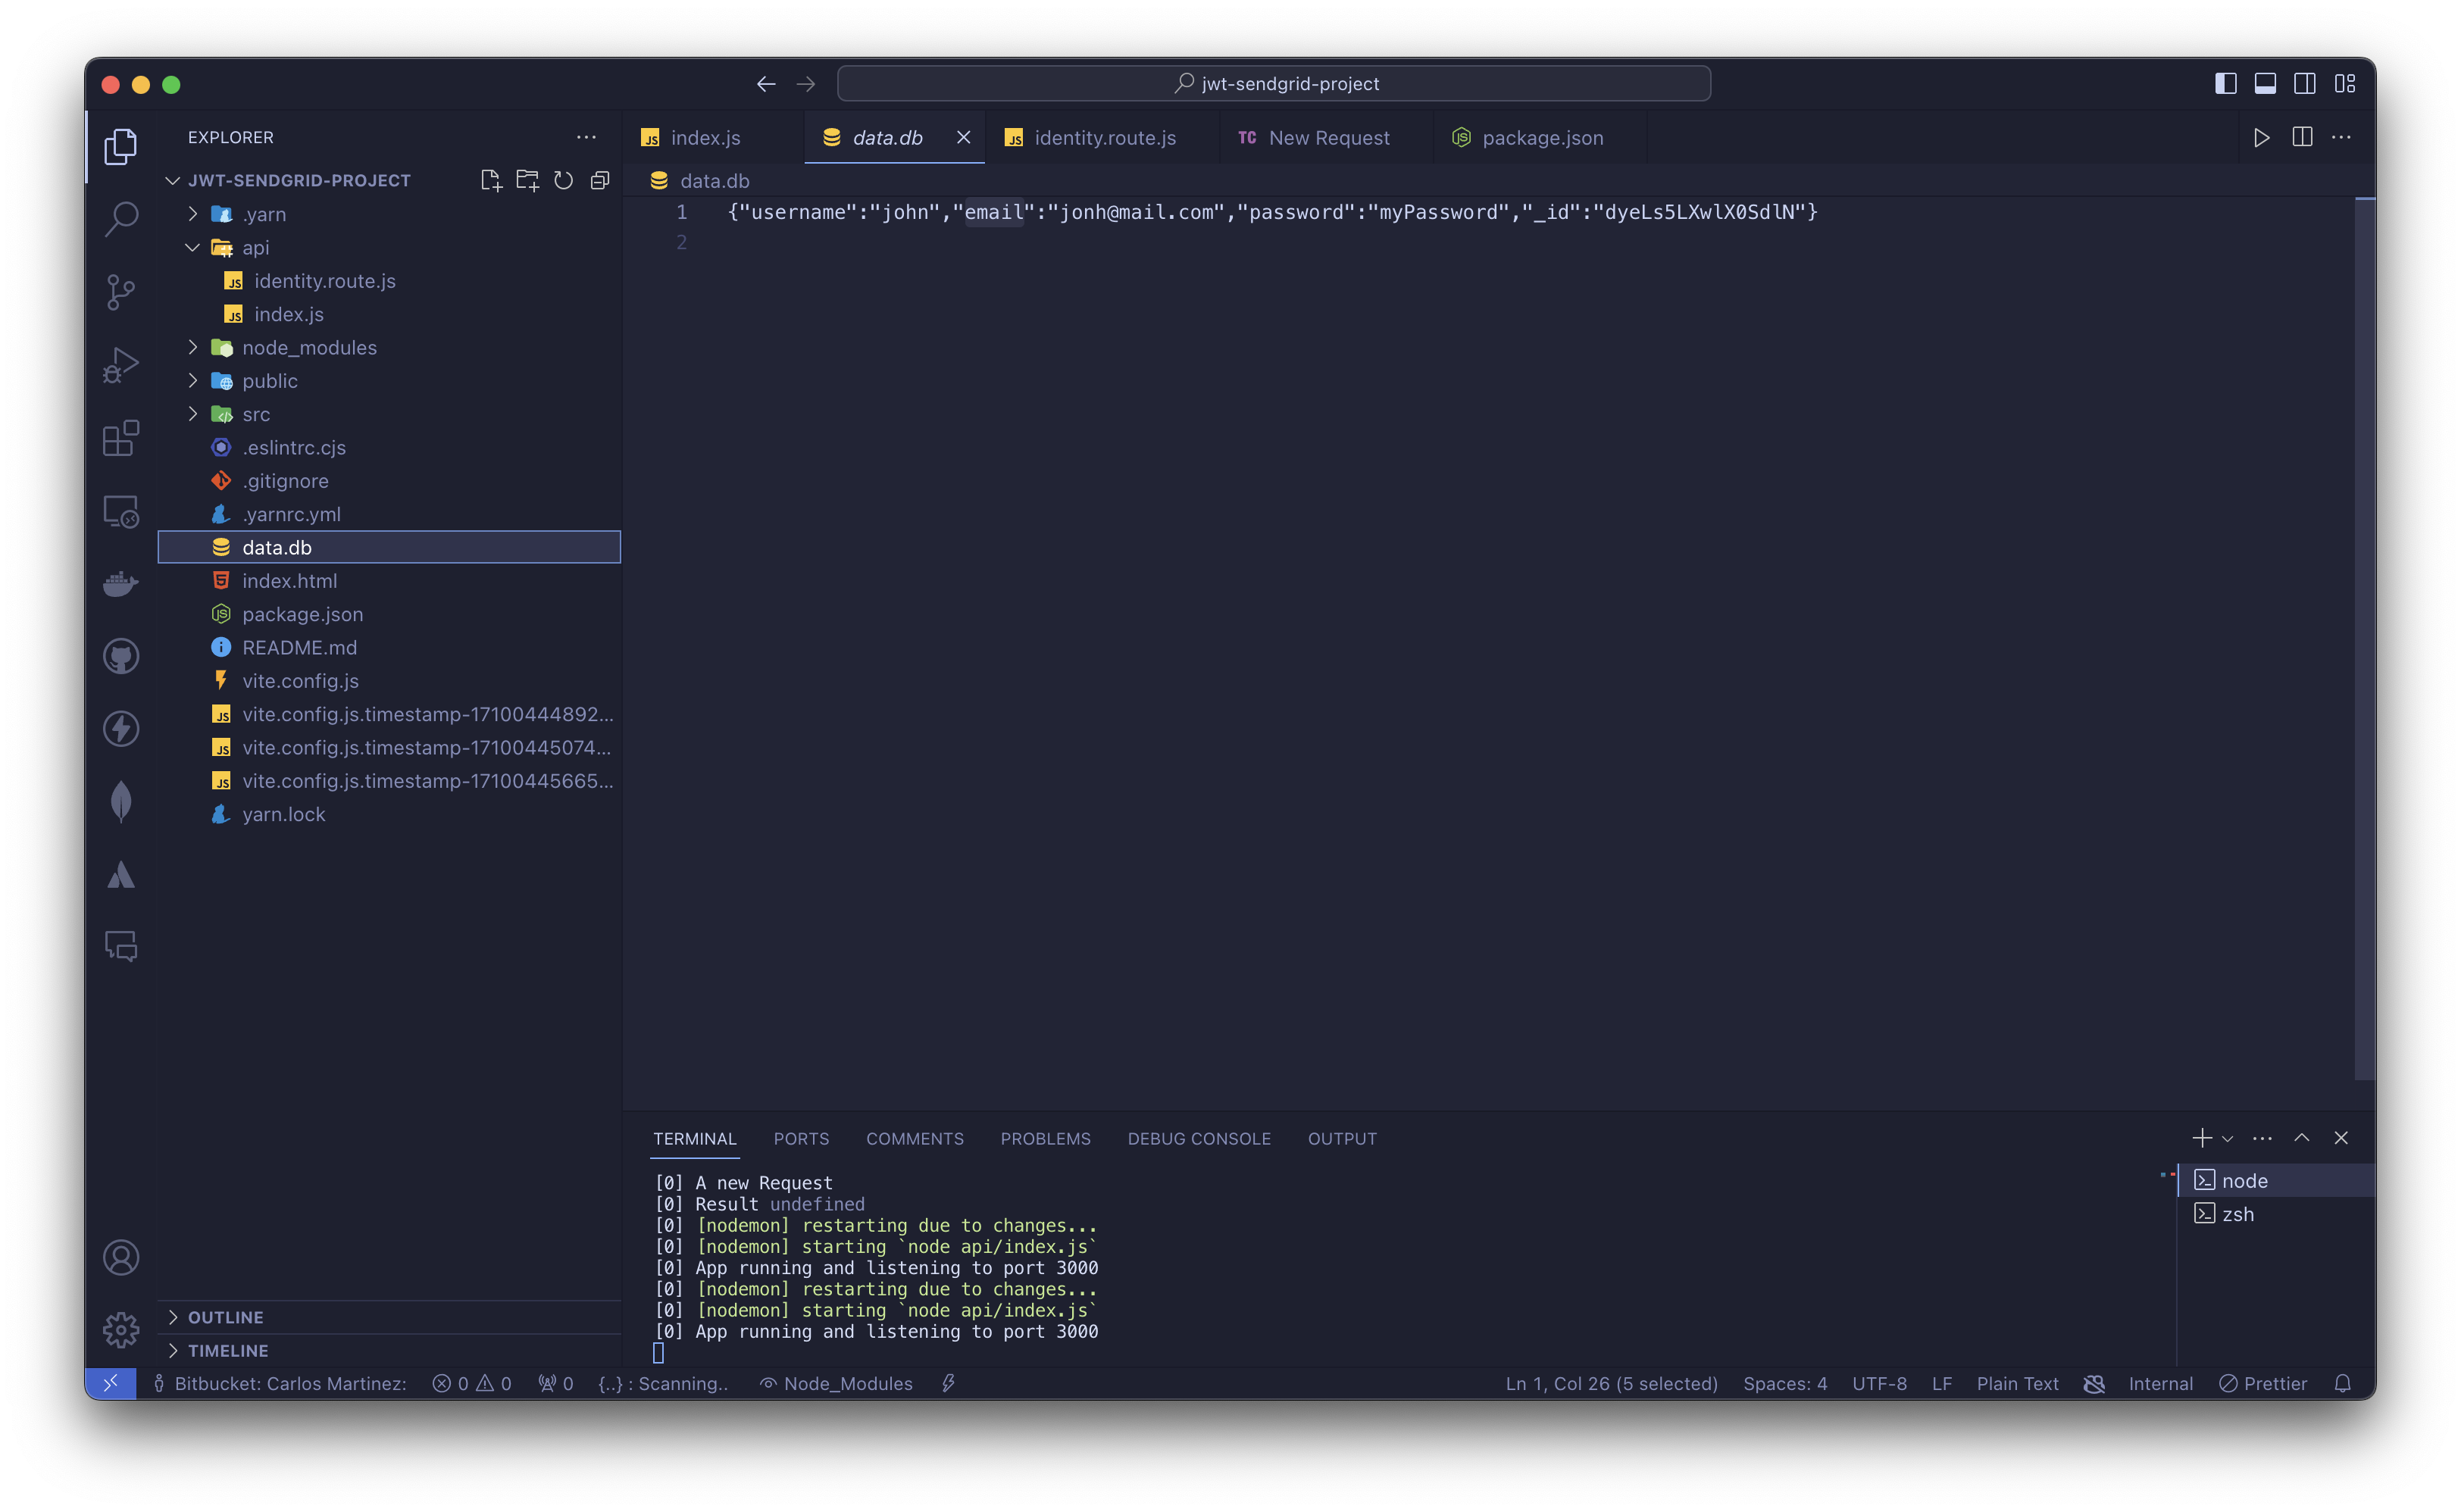 jwt-sendgrid-project
EXPLORER
JWT-SENDGRID-PROJECT
.yarn
api
identity.route.js
index.js
node_modules
public
src
.eslintrc.cjs
.gitignore
.yarnrc.yml
data.db
index.html
package.json
README.md
vite.config.js
vite.config.js.timestamp-17100444892...
vite.config.js.timestamp-17100445074...
vite.config.js.timestamp-17100445665...
yarn.lock
OUTLINE
TIMELINE
index.js
data.db
identity.route.js
TC New Request
package.json
data.db
1 {"username":"john","email":"jonh@mail.com","password":"myPassword","_id":"dyeLs5LXwlX0SdlN"}
2
TERMINAL PORTS COMMENTS PROBLEMS DEBUG CONSOLE OUTPUT
[0] A new Request
[0] Result undefined
[0] [nodemon] restarting due to changes...
[0] [nodemon] starting `node api/index.js`
[0] App running and listening to port 3000
[0] [nodemon] restarting due to changes...
[0] [nodemon] starting `node api/index.js`
[0] App running and listening to port 3000
node
zsh
Bitbucket: Carlos Martinez: 0 0 0 {..} : Scanning.. Node_Modules Ln 1, Col 26 (5 selected) Spaces: 4 UTF-8 LF Plain Text Internal Prettier